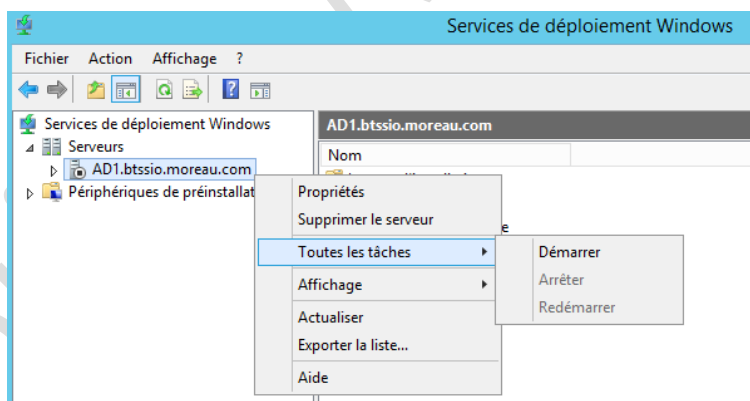 Services de déploiement Windows
Fichier Action Affichage ?
Services de déploiement Windows
Serveurs
AD1.btssio.moreau.com
Périphériques de préinstallat
AD1.btssio.moreau.com
Nom
Propriétés
Supprimer le serveur
Toutes les tâches
Affichage
Actualiser
Exporter la liste...
Aide
Démarrer
Arrêter
Redémarrer